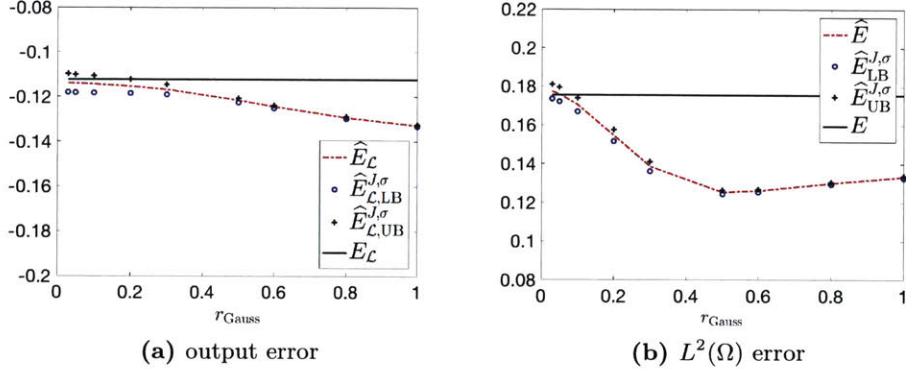 -0.08
-0.1
-0.12
-0.14
-0.16
-0.18
-0.2
0 0.2 0.4 0.6 0.8 1
r_Gauss
Ê_ℒ
Ê^{J,σ}_{ℒ,LB}
Ê^{J,σ}_{ℒ,UB}
E_ℒ
(a) output error
0.22
0.2
0.18
0.16
0.14
0.12
0.1
0.08
0 0.2 0.4 0.6 0.8 1
r_Gauss
Ê
Ê^{J,σ}_{LB}
Ê^{J,σ}_{UB}
E
(b) L²(Ω) error